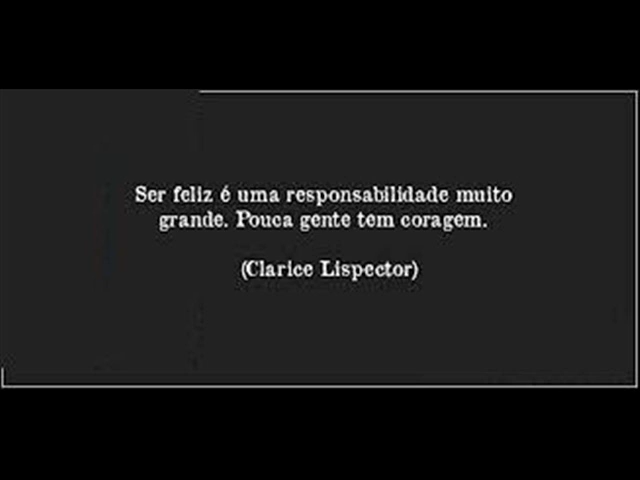 Ser feliz é uma responsabilidade muito
grande. Pouca gente tem coragem.
(Clarice Lispector)